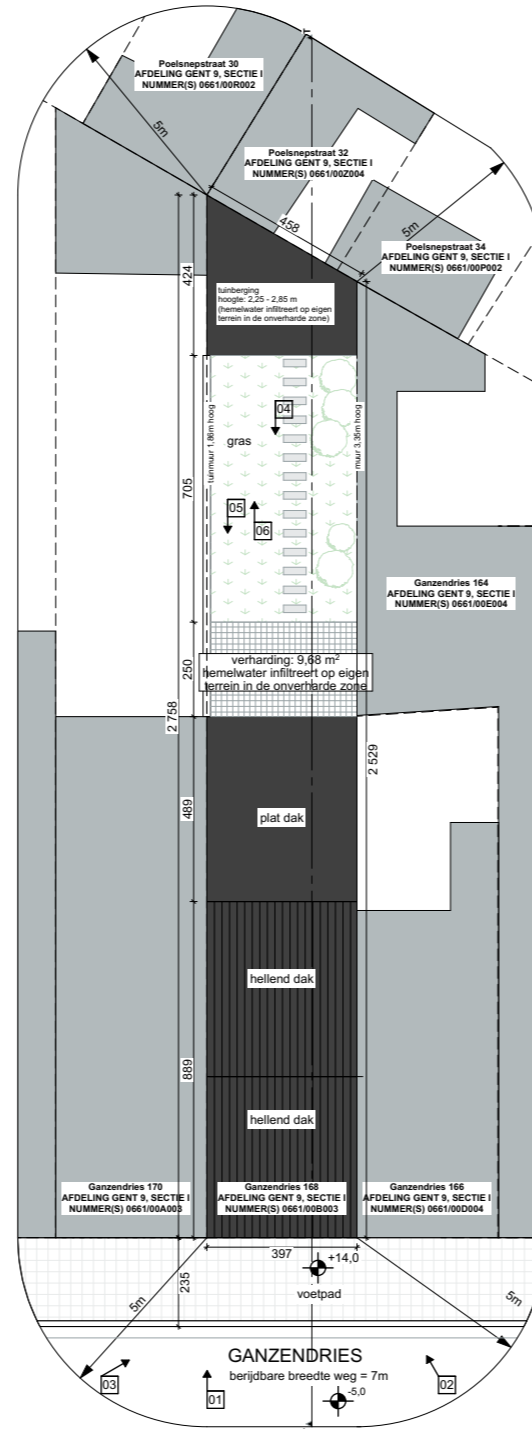 Poelsnepstraat 30
AFDELING GENT 9, SECTIE I
NUMMER(S) 0661/00R002
5m
Poelsnepstraat 32
AFDELING GENT 9, SECTIE I
NUMMER(S) 0661/00Z004
5m
458
Poelsnepstraat 34
AFDELING GENT 9, SECTIE I
NUMMER(S) 0661/00P002
424
tuinberging
hoogte: 2,25 - 2,85 m
(hemelwater infiltreert op eigen
terrein in de onverharde zone)
tuinmuur 1,86m hoog
04
muur 3,35m hoog
gras
705
05
06
Ganzendries 164
AFDELING GENT 9, SECTIE I
NUMMER(S) 0661/00E004
verharding: 9,68 m²
hemelwater infiltreert op eigen
terrein in de onverharde zone
250
2 758
2 529
489
plat dak
hellend dak
889
hellend dak
Ganzendries 170
AFDELING GENT 9, SECTIE I
NUMMER(S) 0661/00A003
Ganzendries 168
AFDELING GENT 9, SECTIE I
NUMMER(S) 0661/00B003
Ganzendries 166
AFDELING GENT 9, SECTIE I
NUMMER(S) 0661/00D004
397
+14,0
235
voetpad
5m
5m
GANZENDRIES
berijdbare breedte weg = 7m
03
01
02
-5,0